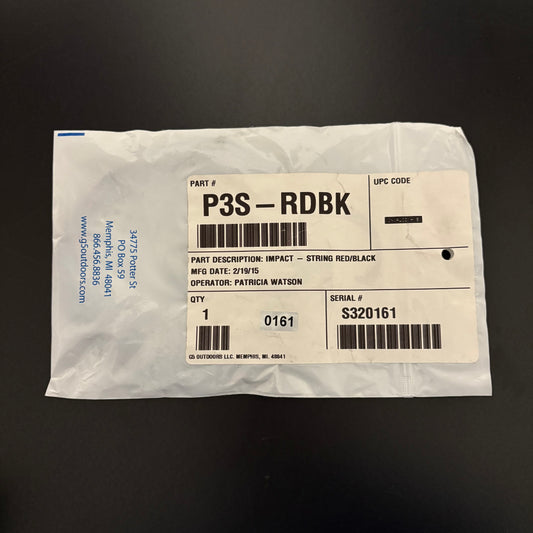 PART #
P3S-RDBK
UPC CODE
PART DESCRIPTION: IMPACT - STRING RED/BLACK
MFG DATE: 2/19/15
OPERATOR: PATRICIA WATSON
QTY
1
0161
SERIAL #
S320161
G5 OUTDOORS LLC. MEMPHIS, MI. 48041
34775 Potter St
PO Box 59
Memphis, MI 48041
866.456.8836
www.g5outdoors.com